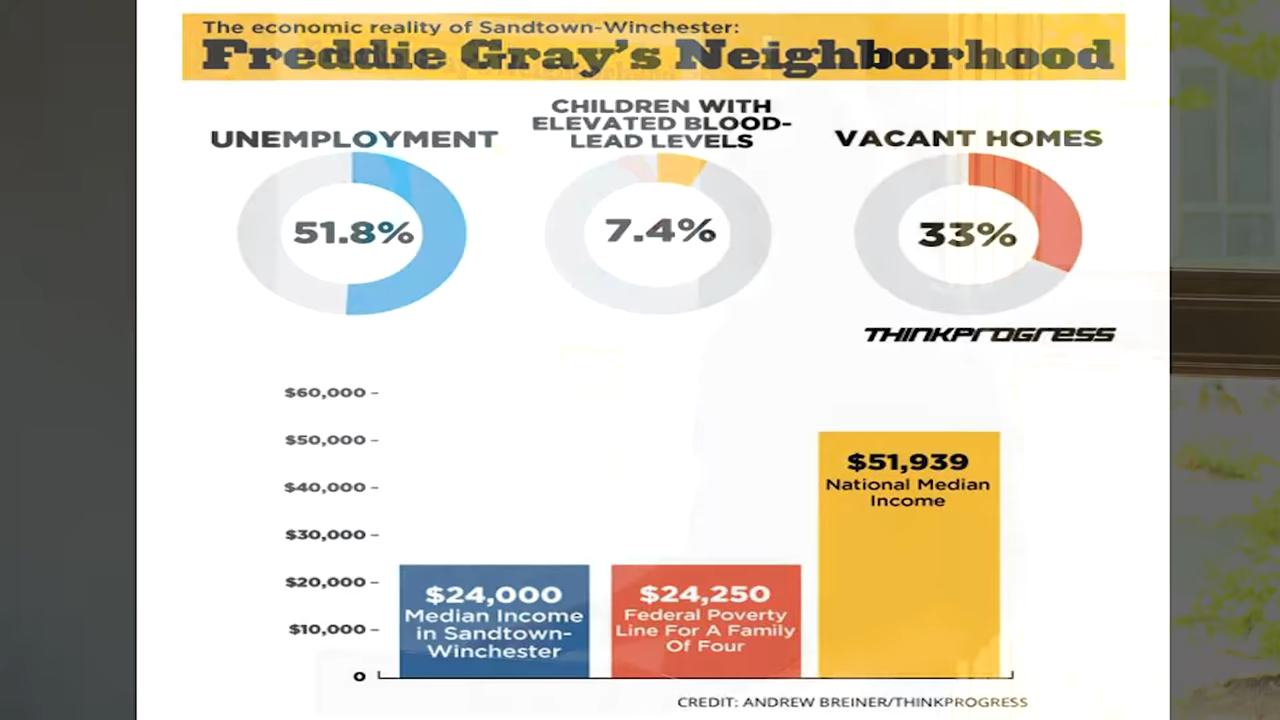 The economic reality of Sandtown-Winchester:
Freddie Gray's Neighborhood
UNEMPLOYMENT
51.8%
CHILDREN WITH
ELEVATED BLOOD-
LEAD LEVELS
7.4%
VACANT HOMES
33%
THINKPROGRESS
$60,000
$50,000
$40,000
$30,000
$20,000
$10,000
0
$24,000
Median Income
in Sandtown-
Winchester
$24,250
Federal Poverty
Line For A Family
Of Four
$51,939
National Median
Income
CREDIT: ANDREW BREINER/THINKPROGRESS